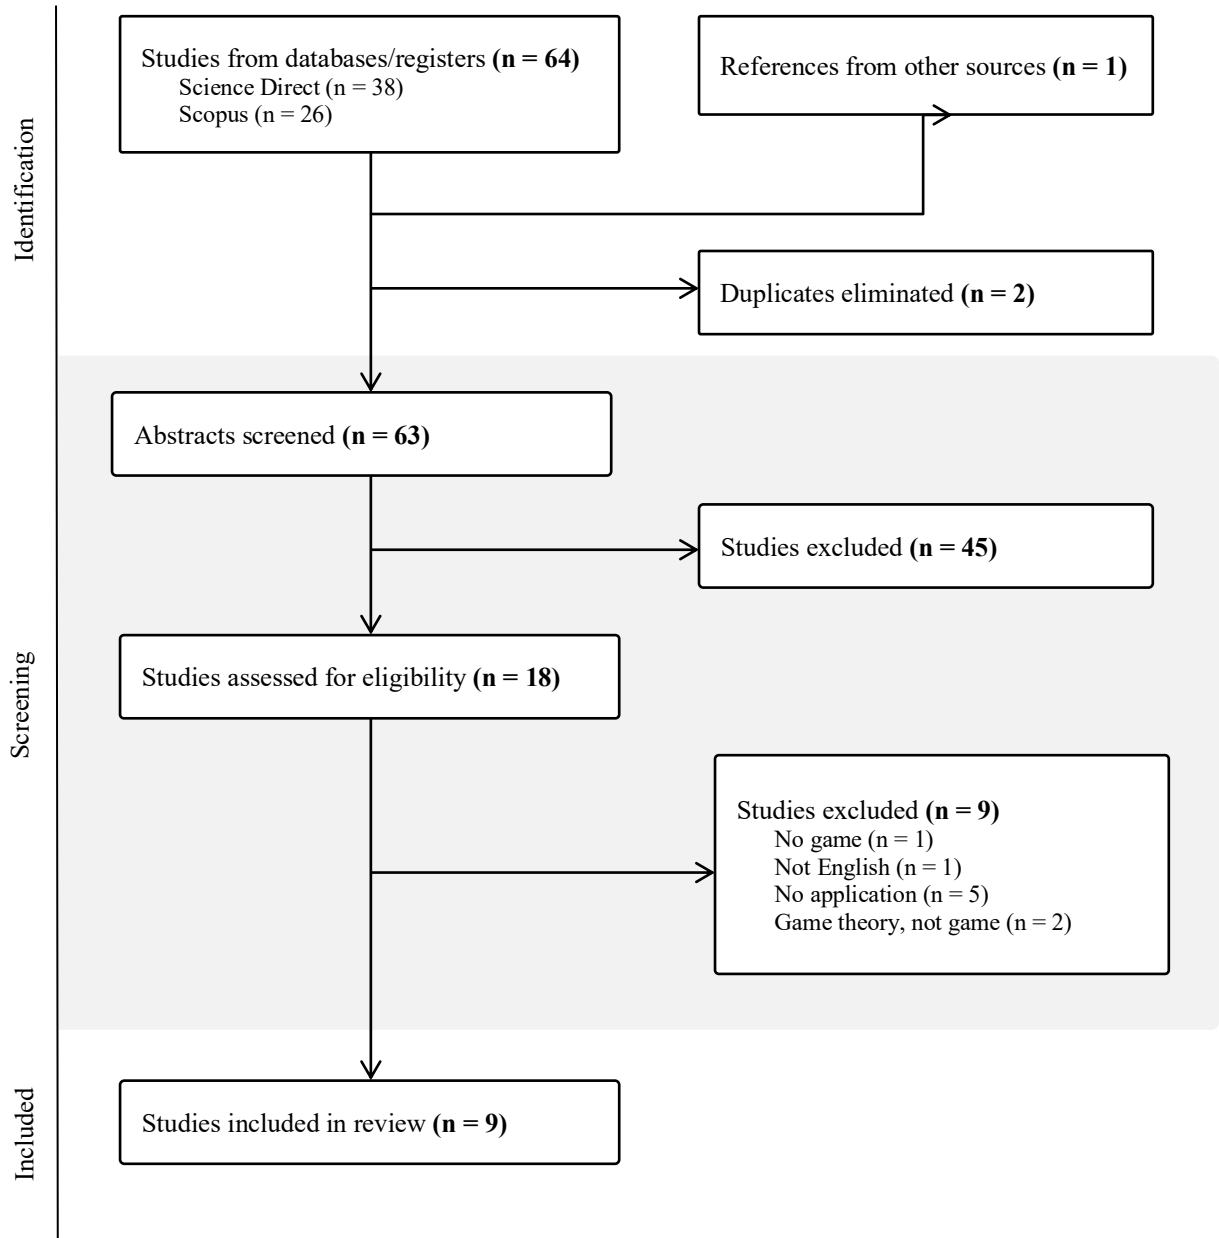 Identification
Studies from databases/registers (n = 64)
Science Direct (n = 38)
Scopus (n = 26)
References from other sources (n = 1)
Duplicates eliminated (n = 2)
Screening
Abstracts screened (n = 63)
Studies excluded (n = 45)
Studies assessed for eligibility (n = 18)
Studies excluded (n = 9)
No game (n = 1)
Not English (n = 1)
No application (n = 5)
Game theory, not game (n = 2)
Included
Studies included in review (n = 9)